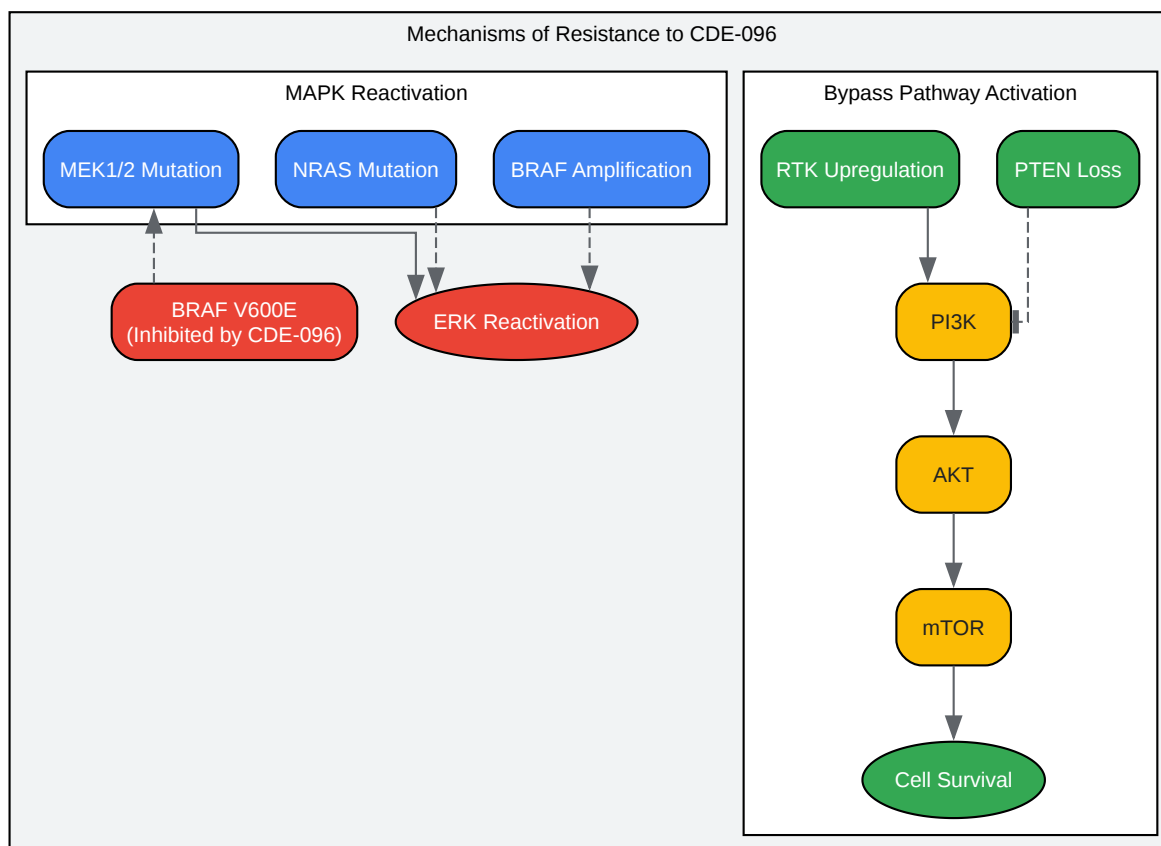 Mechanisms of Resistance to CDE-096
MAPK Reactivation
MEK1/2 Mutation
NRAS Mutation
BRAF Amplification
BRAF V600E
(Inhibited by CDE-096)
ERK Reactivation
Bypass Pathway Activation
RTK Upregulation
PTEN Loss
PI3K
AKT
mTOR
Cell Survival